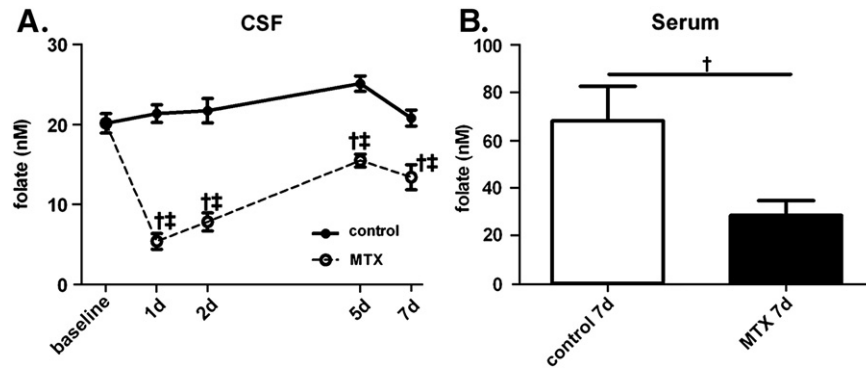 A.
CSF
folate (nM)
30
20
10
0
†‡
†‡
†‡
†‡
control
MTX
baseline
1d
2d
5d
7d
B.
Serum
folate (nM)
100
80
60
40
20
0
†
control 7d
MTX 7d